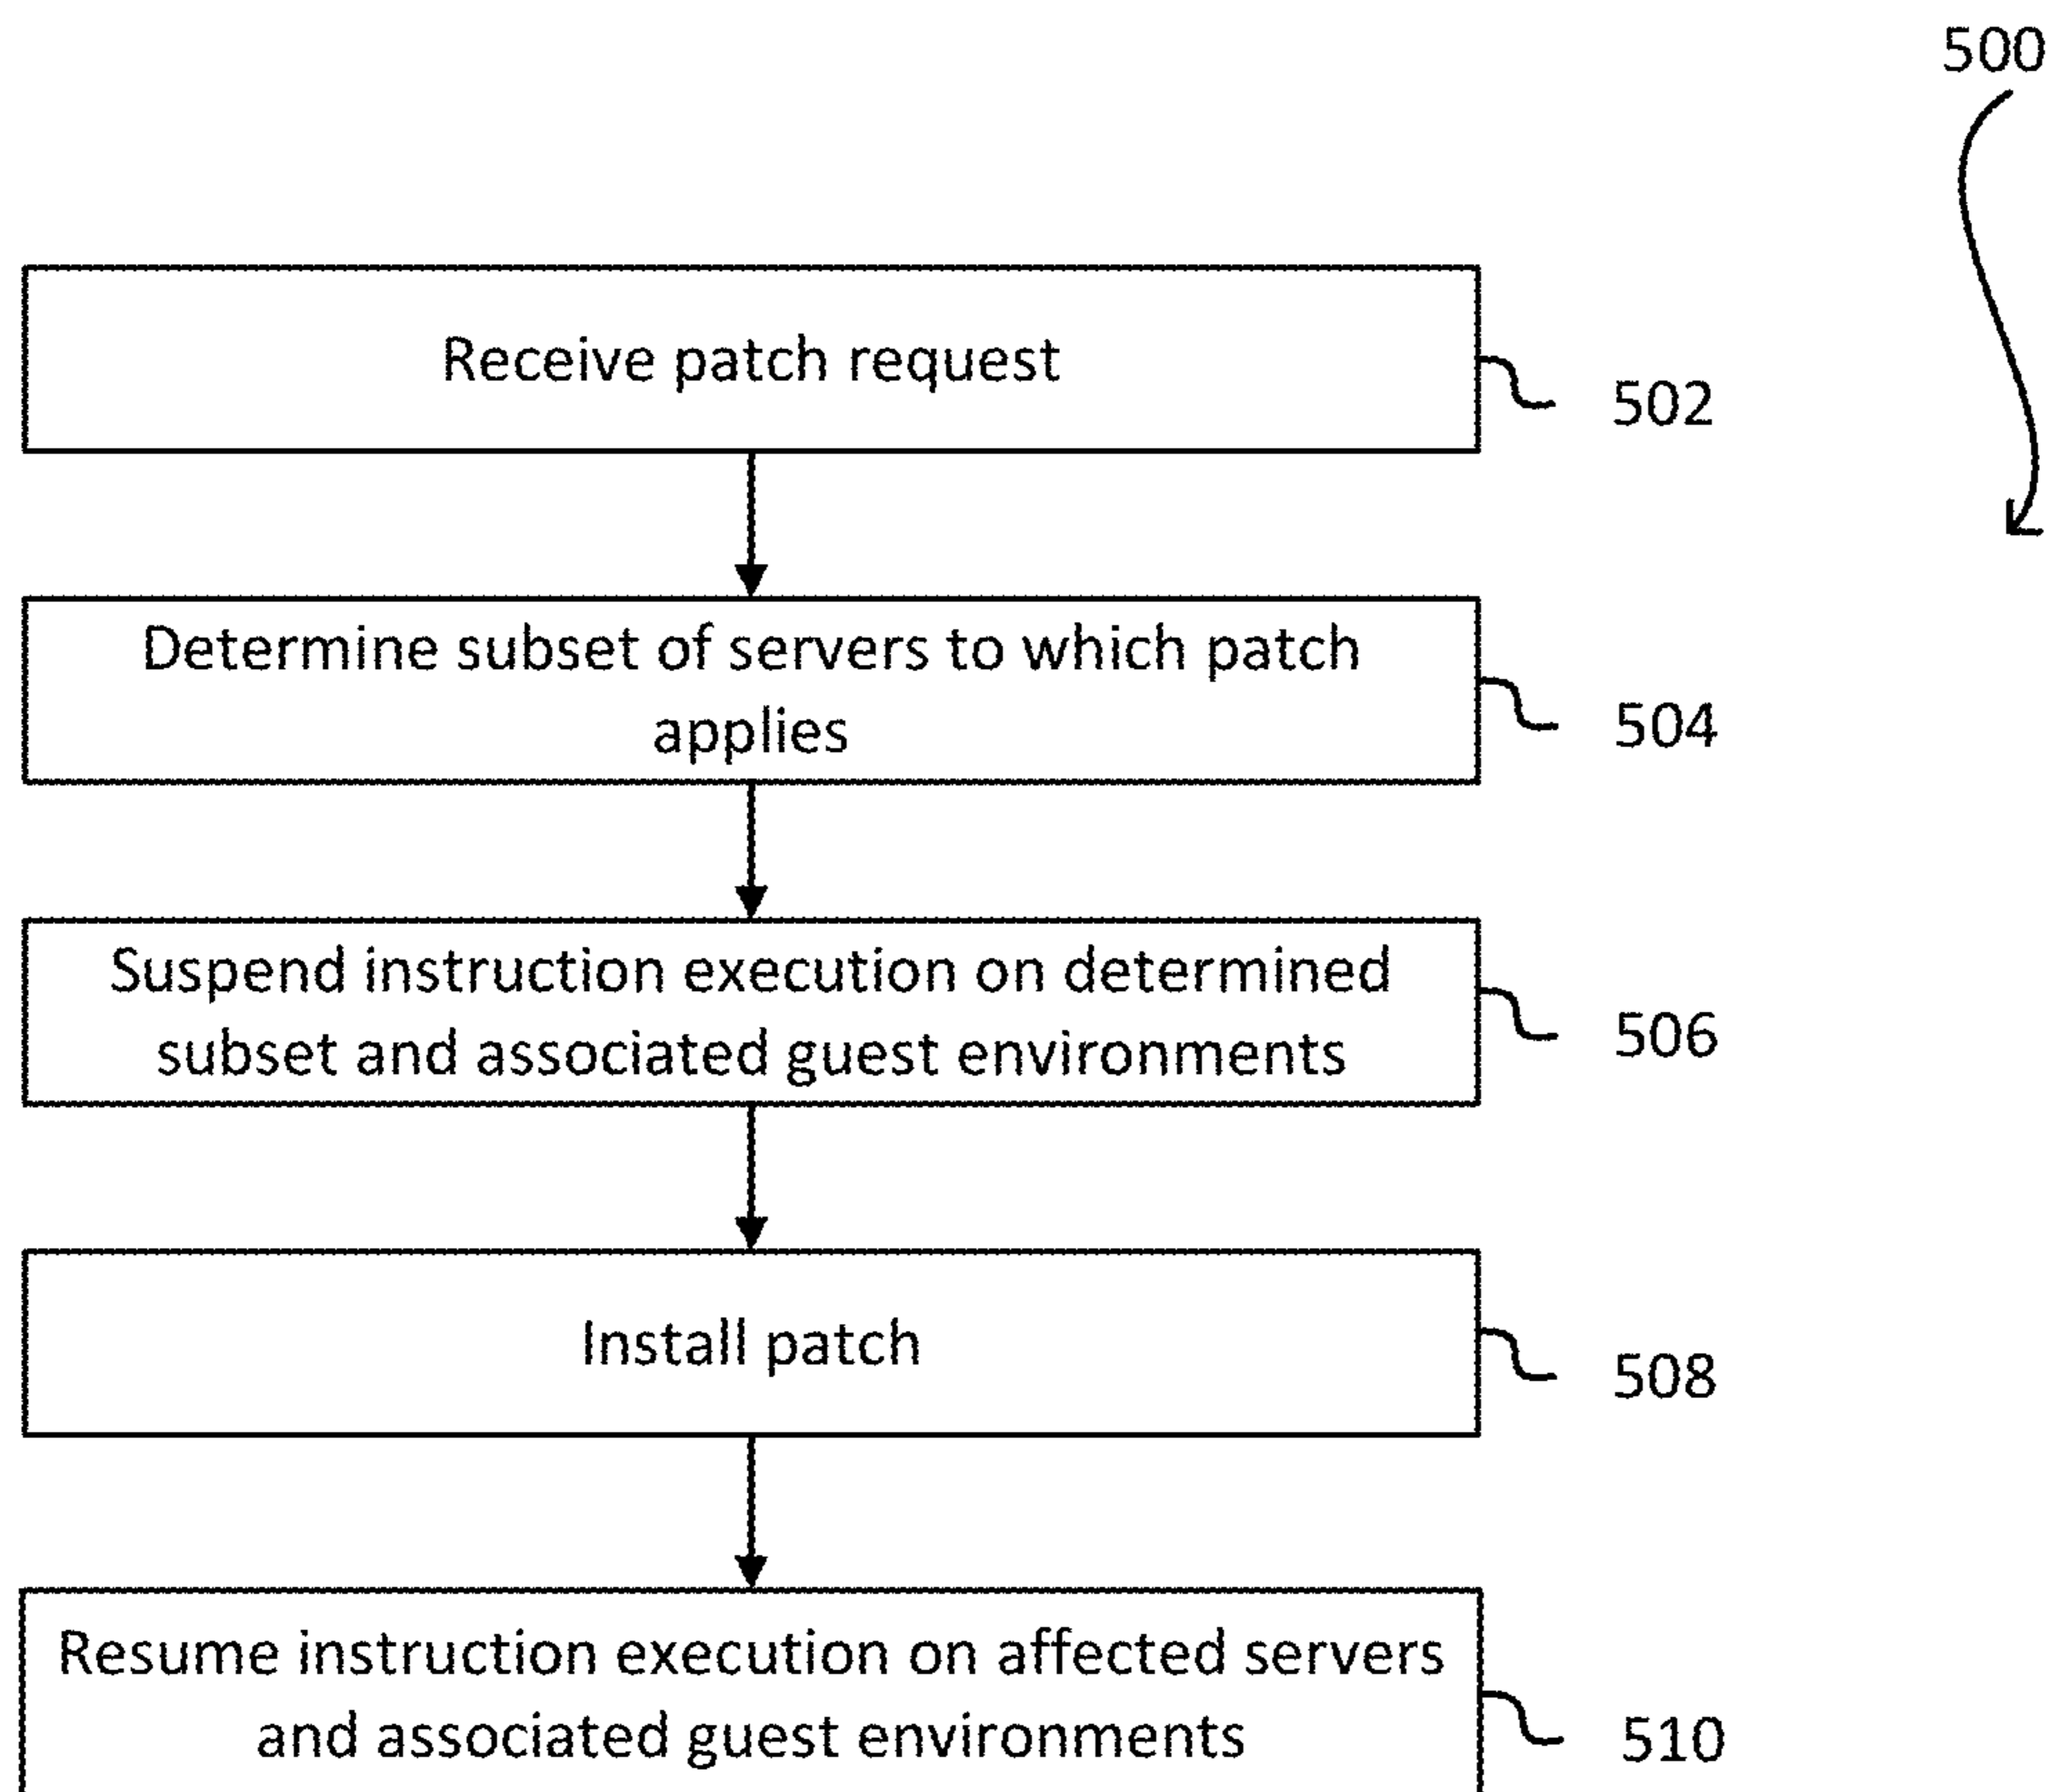 500
Receive patch request
502
Determine subset of servers to which patch
applies
504
Suspend instruction execution on determined
subset and associated guest environments
506
Install patch
508
Resume instruction execution on affected servers
and associated guest environments
510